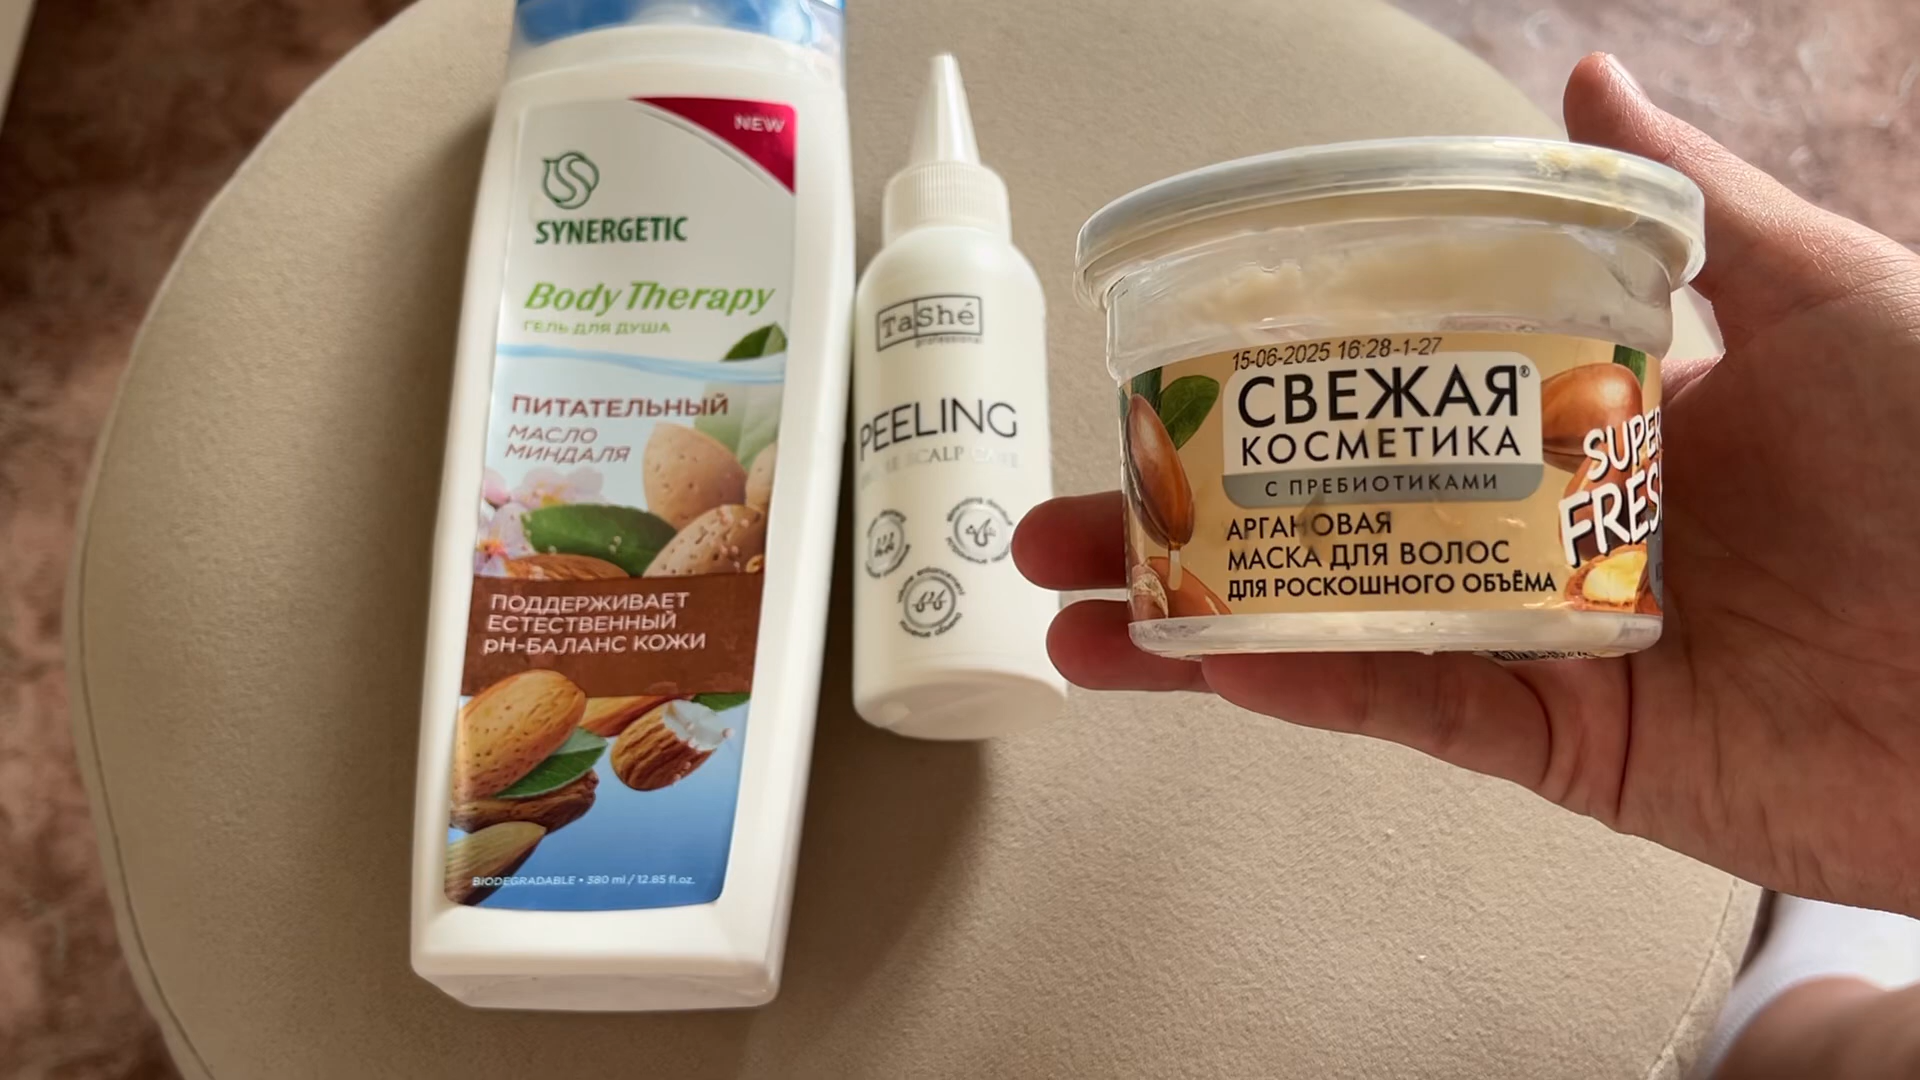 NEW
SYNERGETIC
Body Therapy
ГЕЛЬ ДЛЯ ДУША
ПИТАТЕЛЬНЫЙ
МАСЛО
МИНДАЛЯ
ПОДДЕРЖИВАЕТ
ЕСТЕСТВЕННЫЙ
pH-БАЛАНС КОЖИ
BIODEGRADABLE • 380 ml / 12.85 fl.oz.
TaShé
professional
PEELING
SCALP
15-06-2025 16:28-1-27
СВЕЖАЯ®
КОСМЕТИКА
С ПРЕБИОТИКАМИ
АРГАНОВАЯ
МАСКА ДЛЯ ВОЛОС
ДЛЯ РОСКОШНОГО ОБЪЁМА
SUPER
FRES